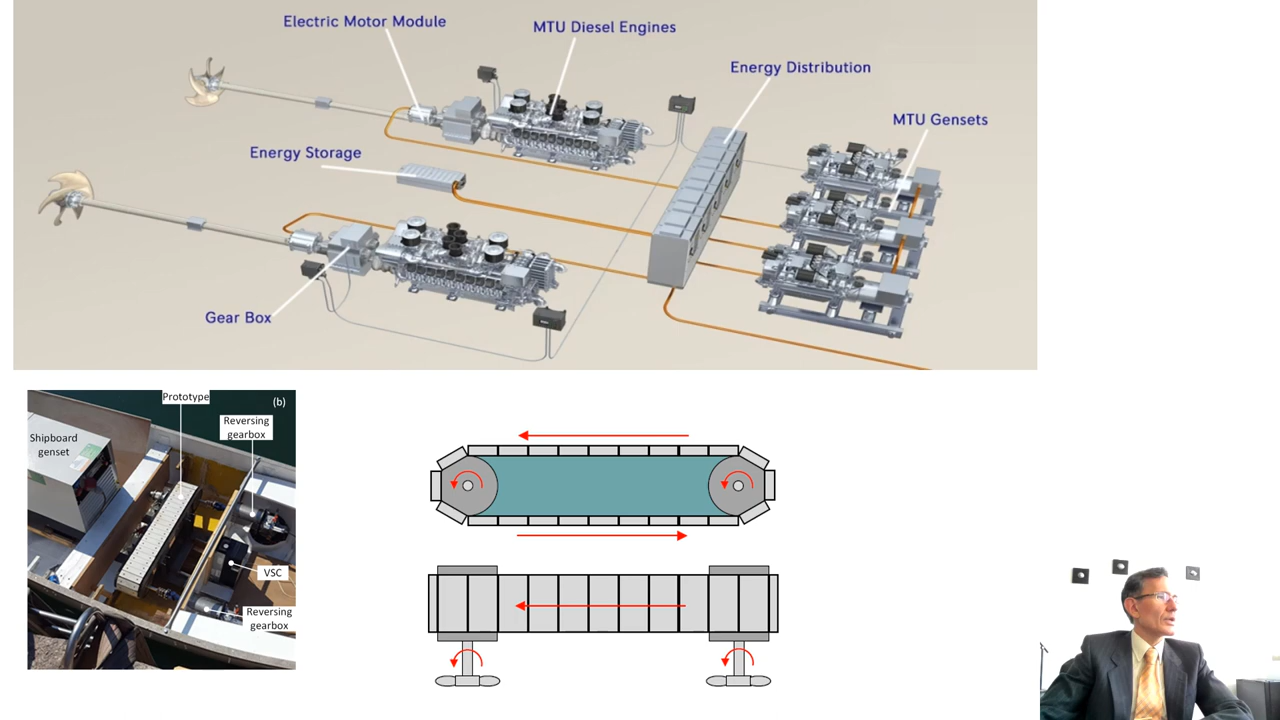 Electric Motor Module
MTU Diesel Engines
Energy Distribution
MTU Gensets
Energy Storage
Gear Box
Prototype
(b)
Reversing
gearbox
Shipboard
genset
VSC
Reversing
gearbox